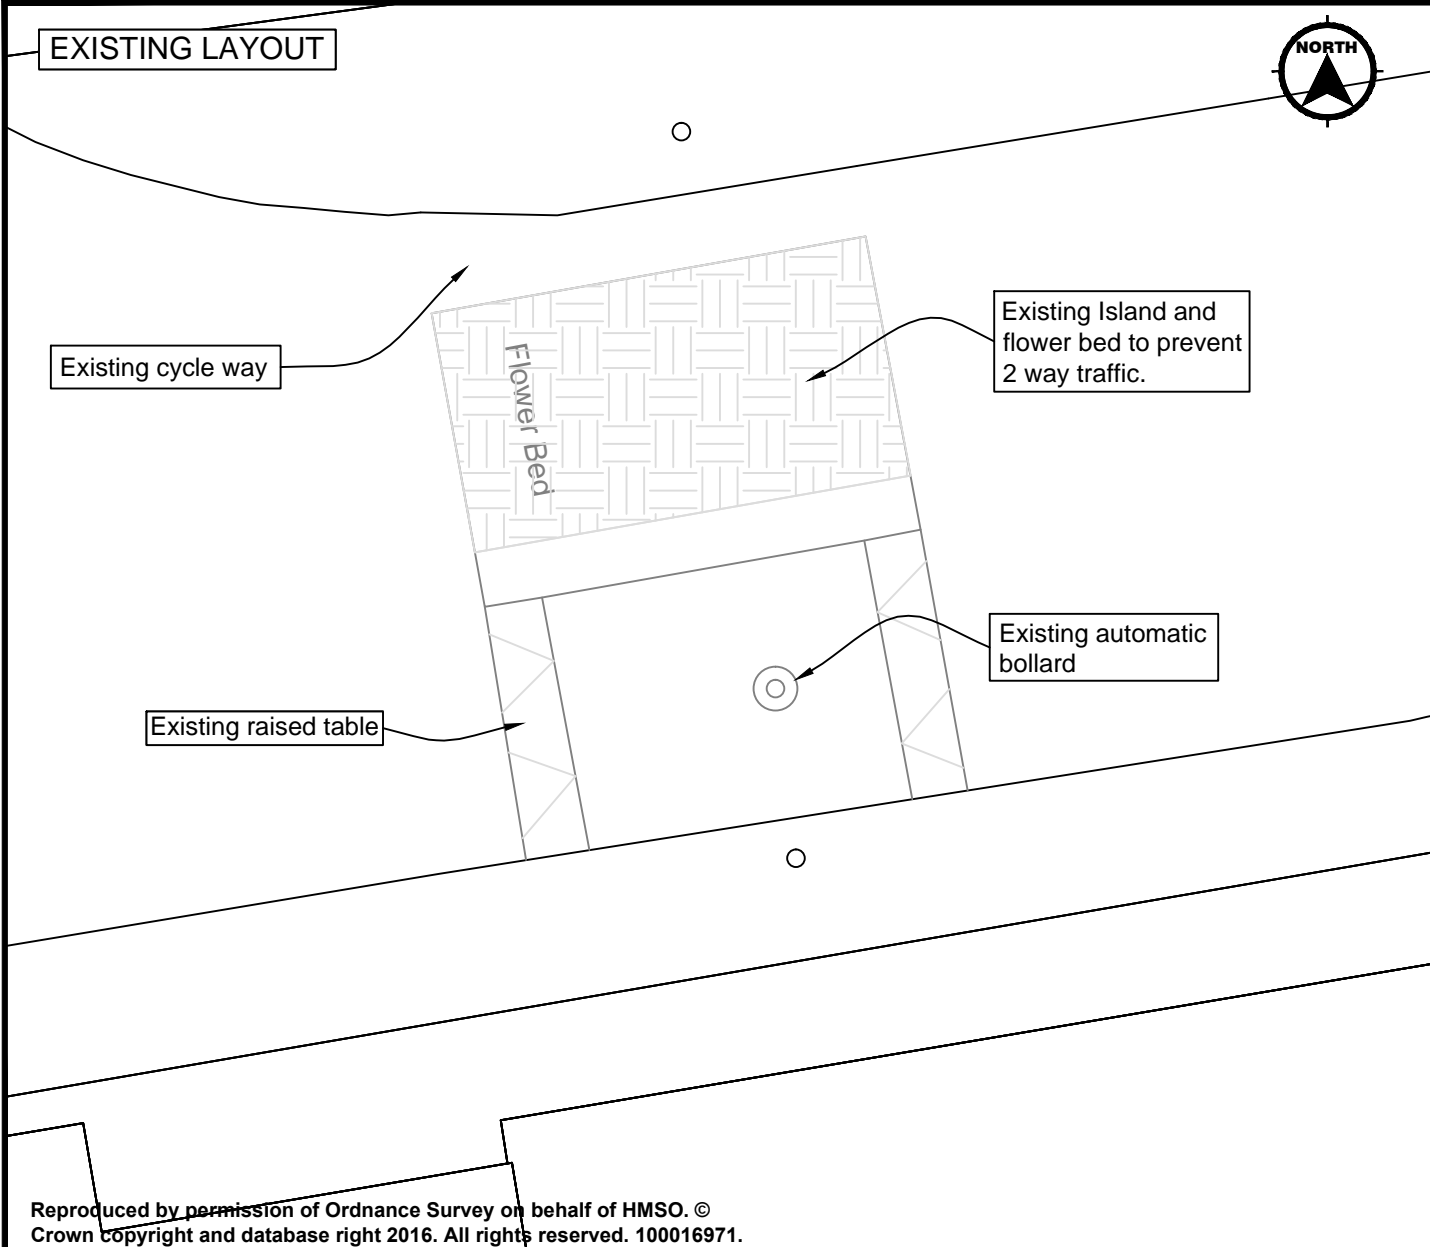 EXISTING LAYOUT
NORTH
Existing Island and
flower bed to prevent
2 way traffic.
Existing cycle way
Flower Bed
Existing automatic
bollard
Existing raised table
Reproduced by permission of Ordnance Survey on behalf of HMSO. ©
Crown copyright and database right 2016. All rights reserved. 100016971.